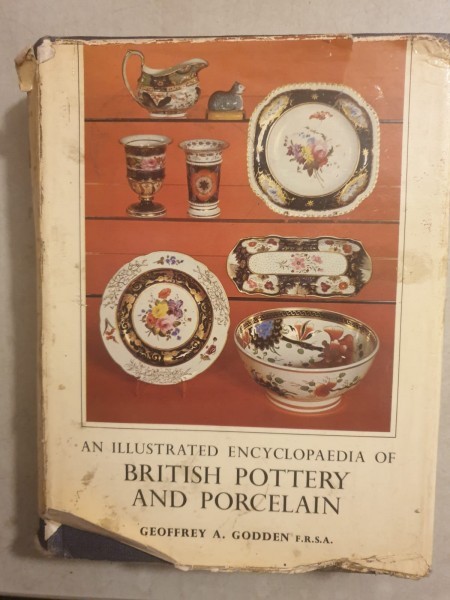 AN ILLUSTRATED ENCYCLOPAEDIA OF
BRITISH POTTERY
AND PORCELAIN
GEOFFREY A. GODDEN F.R.S.A.